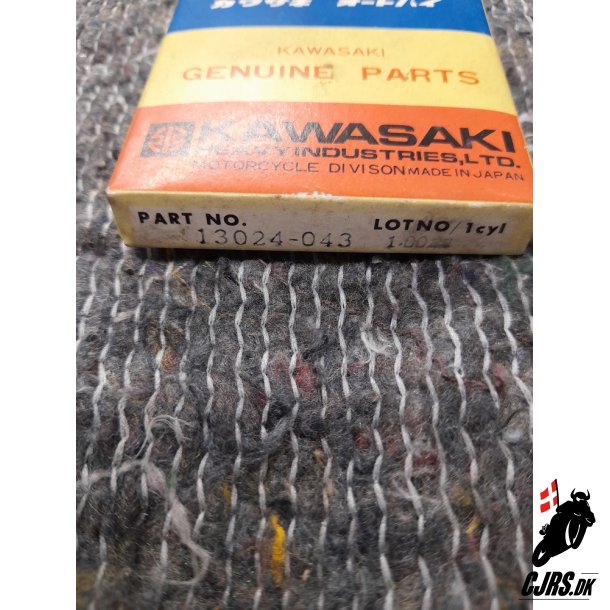 KAWASAKI
GENUINE PARTS
KAWASAKI
HEAVY INDUSTRIES,LTD.
MOTORCYCLE DIVISON MADE IN JAPAN
PART NO.
LOTNO/1cyl
13024-043
CJRS.DK